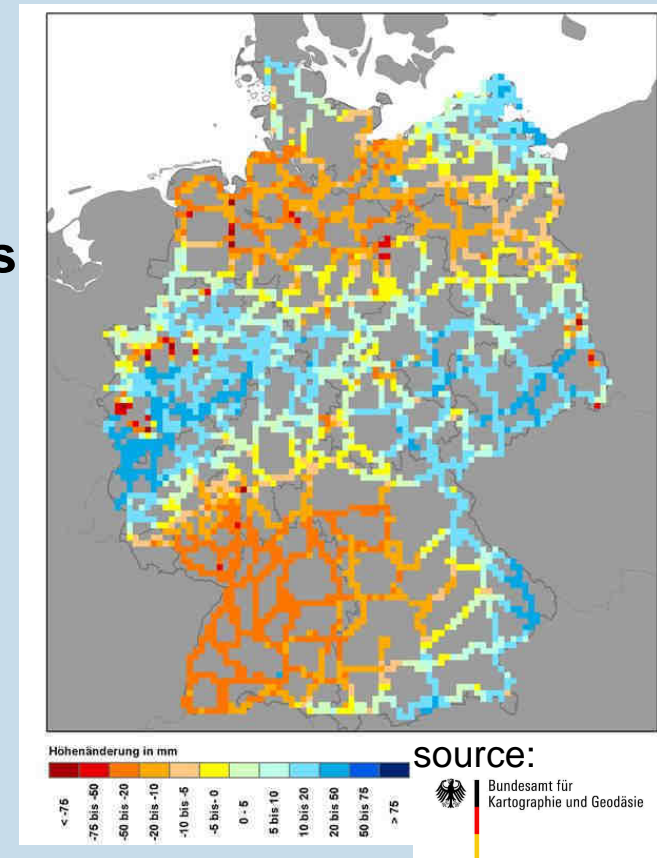 s
Höhenänderung in mm
< -75
-75 bis -50
-50 bis -20
-20 bis -10
-10 bis -5
-5bis- 0
0 - 5
5 bis 10
10 bis 20
20 bis 50
50 bis 75
> 75
source:
Bundesamt für
Kartographie und Geodäsie